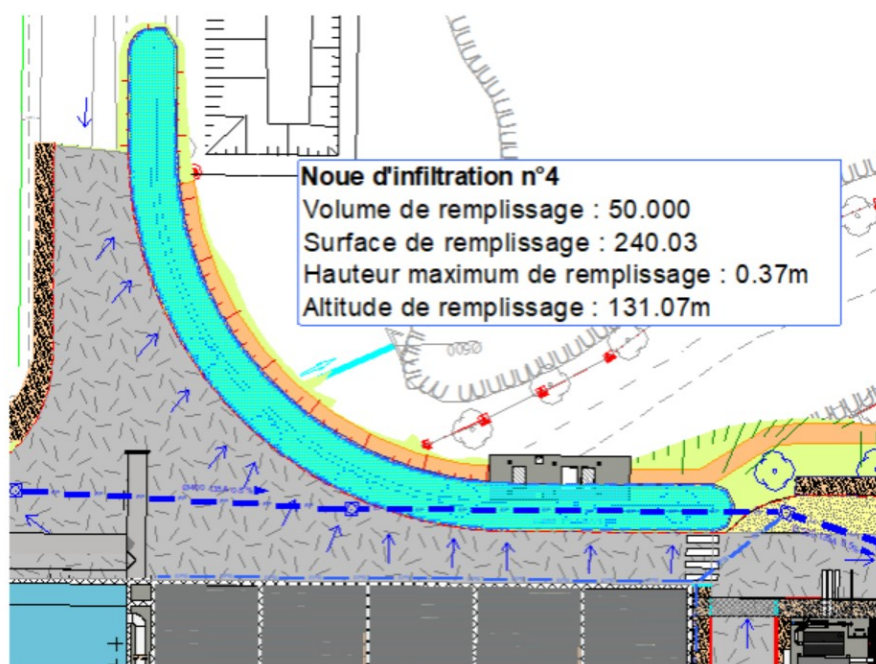 Noue d'infiltration n°4
Volume de remplissage : 50.000
Surface de remplissage : 240.03
Hauteur maximum de remplissage : 0.37m
Altitude de remplissage : 131.07m
Ø500